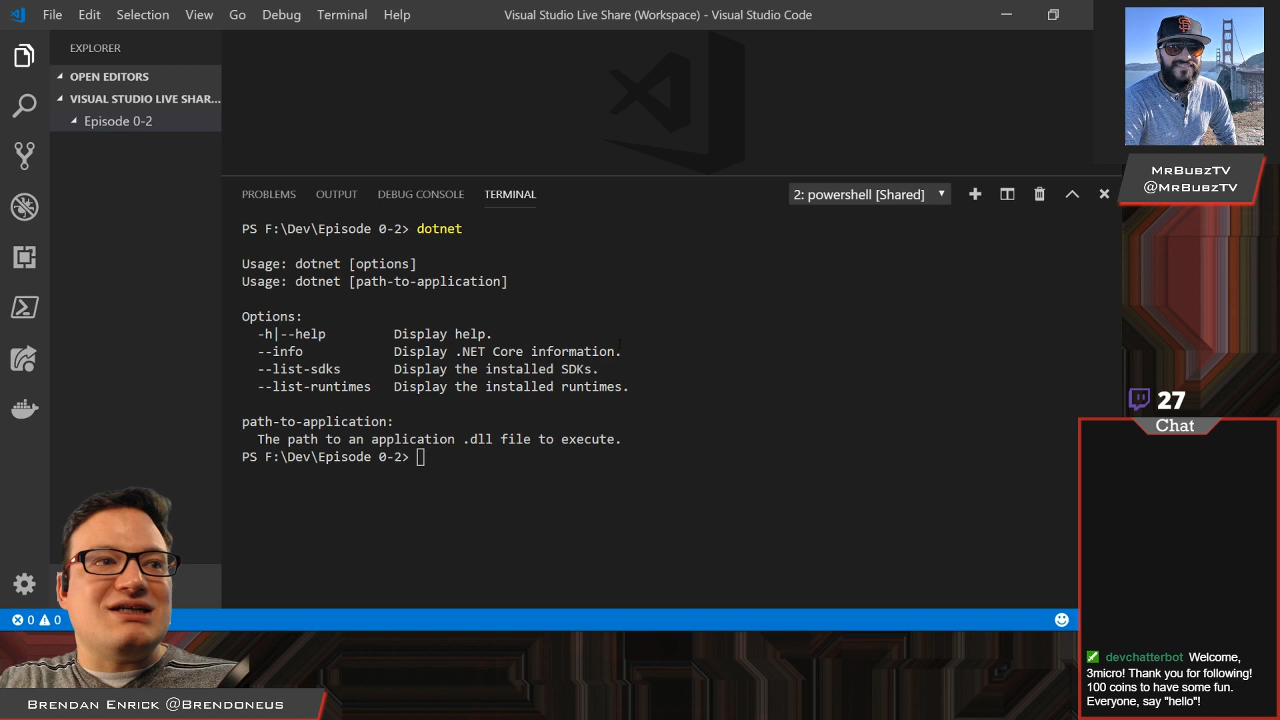 File Edit Selection View Go Debug Terminal Help
Visual Studio Live Share (Workspace) - Visual Studio Code
EXPLORER
OPEN EDITORS
VISUAL STUDIO LIVE SHAR...
Episode 0-2
PROBLEMS OUTPUT DEBUG CONSOLE TERMINAL
2: powershell [Shared]
PS F:\Dev\Episode 0-2> dotnet
Usage: dotnet [options]
Usage: dotnet [path-to-application]
Options:
-h|--help Display help.
--info Display .NET Core information.
--list-sdks Display the installed SDKs.
--list-runtimes Display the installed runtimes.
path-to-application:
The path to an application .dll file to execute.
PS F:\Dev\Episode 0-2>
0 0
MrBubzTV
@MrBubzTV
27
Chat
devchatterbot Welcome,
3micro! Thank you for following!
100 coins to have some fun.
Everyone, say "hello"!
Brendan Enrick @Brendoneus